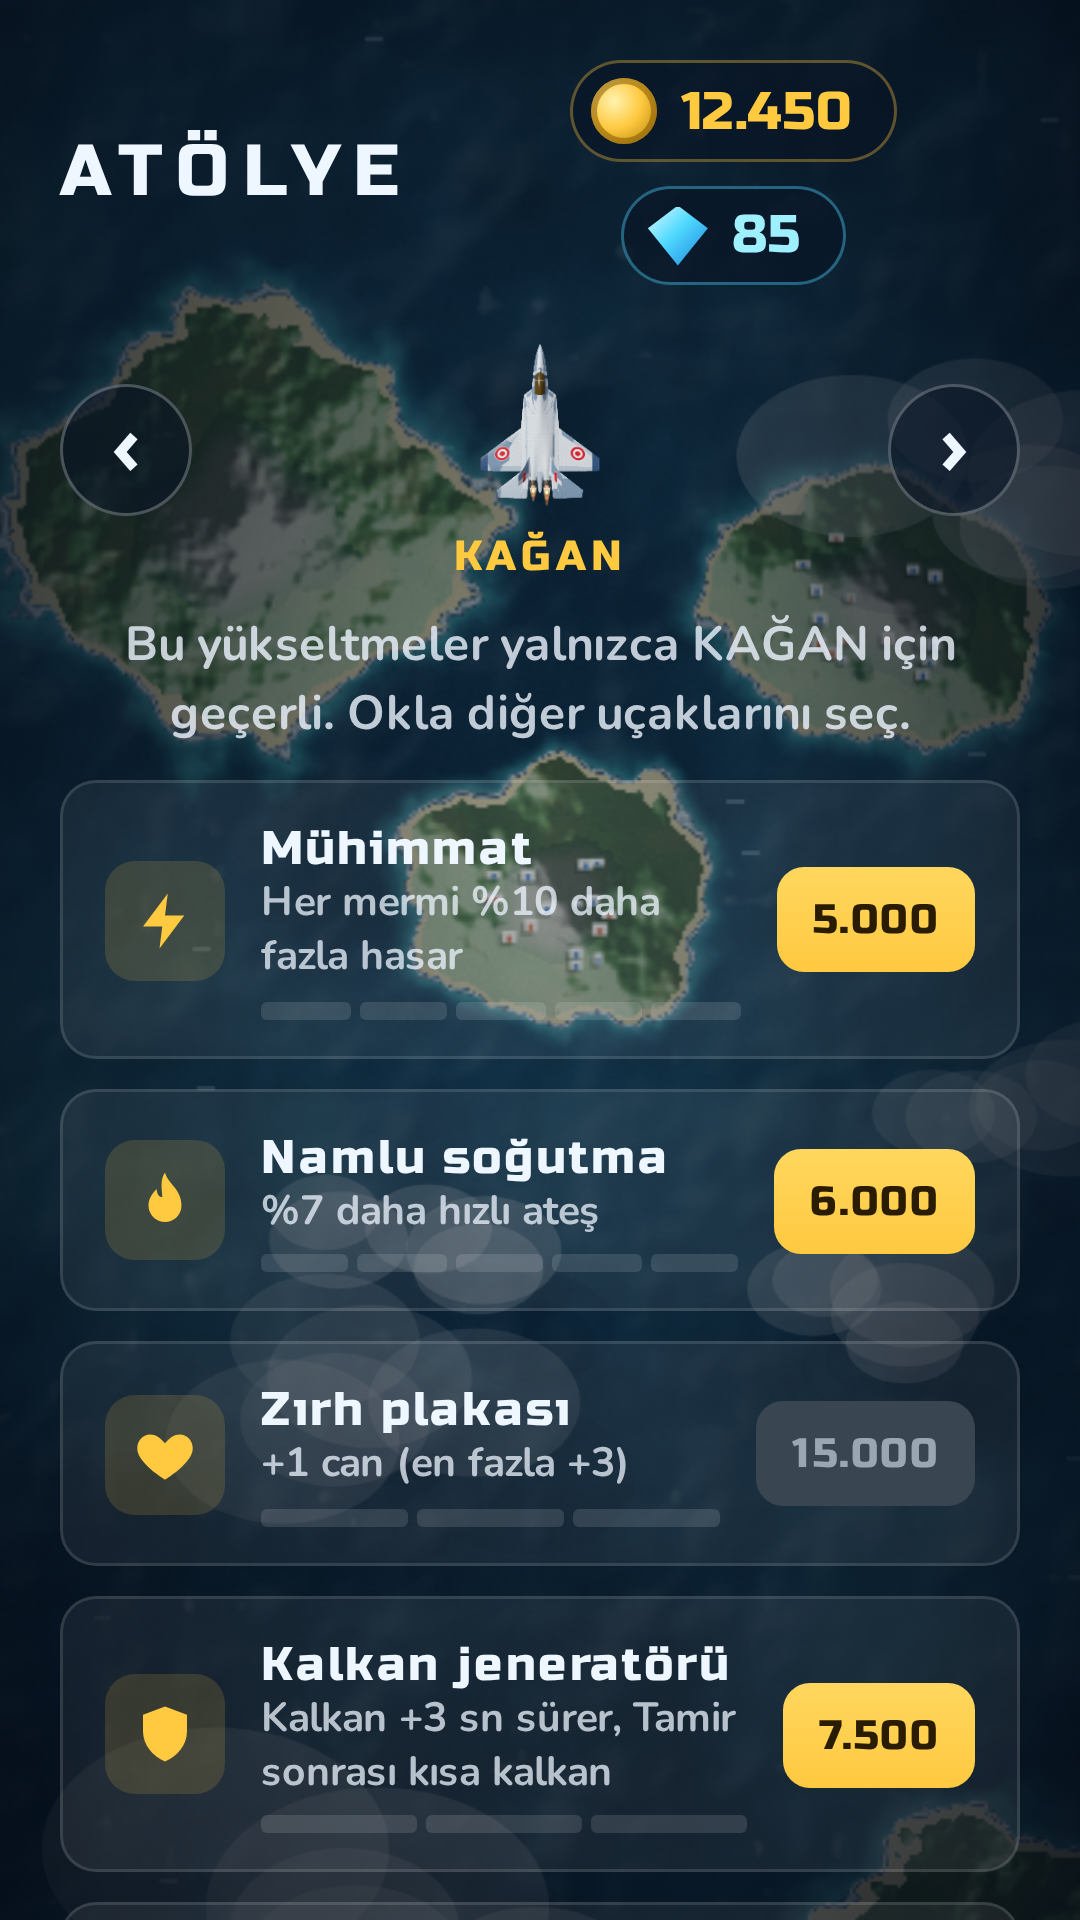 ATÖLYE
12.450
85
KAĞAN
Bu yükseltmeler yalnızca KAĞAN için
geçerli. Okla diğer uçaklarını seç.
Mühimmat
Her mermi %10 daha
fazla hasar
5.000
Namlu soğutma
%7 daha hızlı ateş
6.000
Zırh plakası
+1 can (en fazla +3)
15.000
Kalkan jeneratörü
Kalkan +3 sn sürer, Tamir
sonrası kısa kalkan
7.500